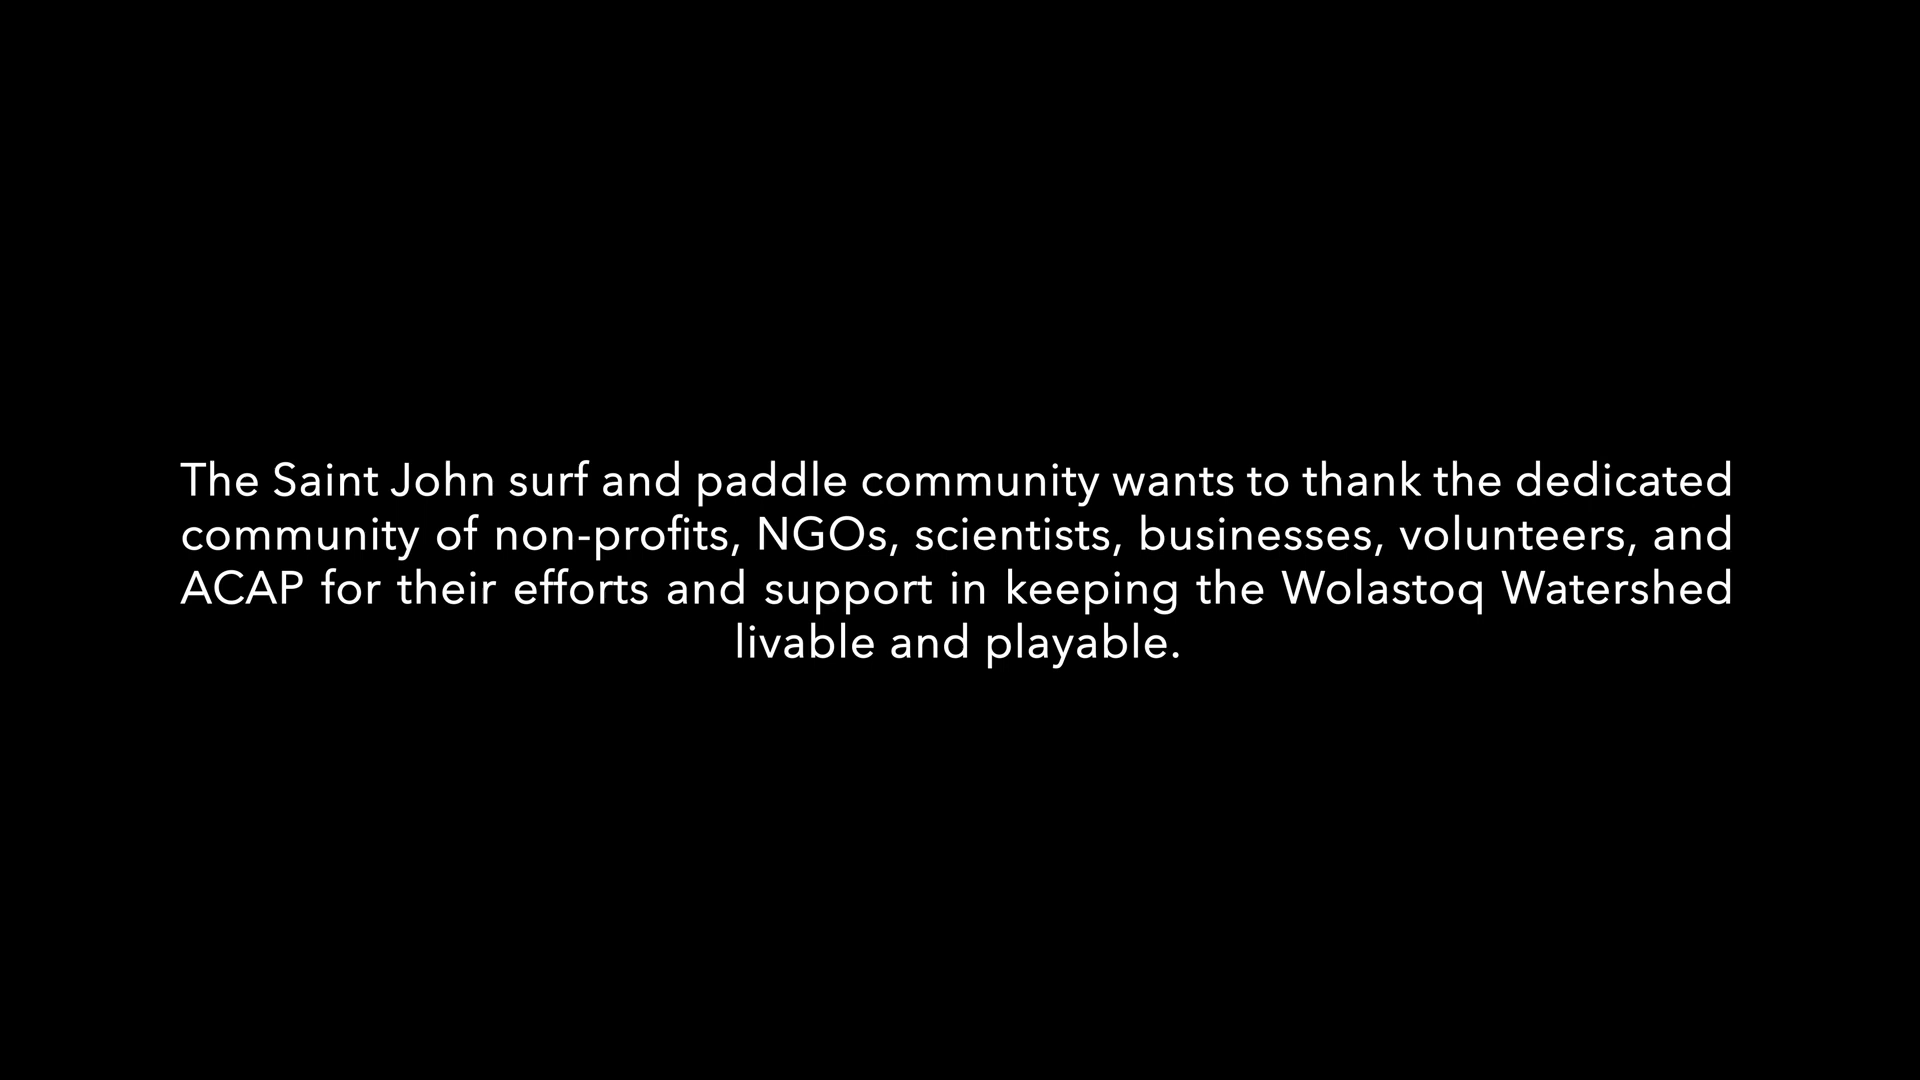 The Saint John surf and paddle community wants to thank the dedicated
community of non-profits, NGOs, scientists, businesses, volunteers, and
ACAP for their efforts and support in keeping the Wolastoq Watershed
livable and playable.